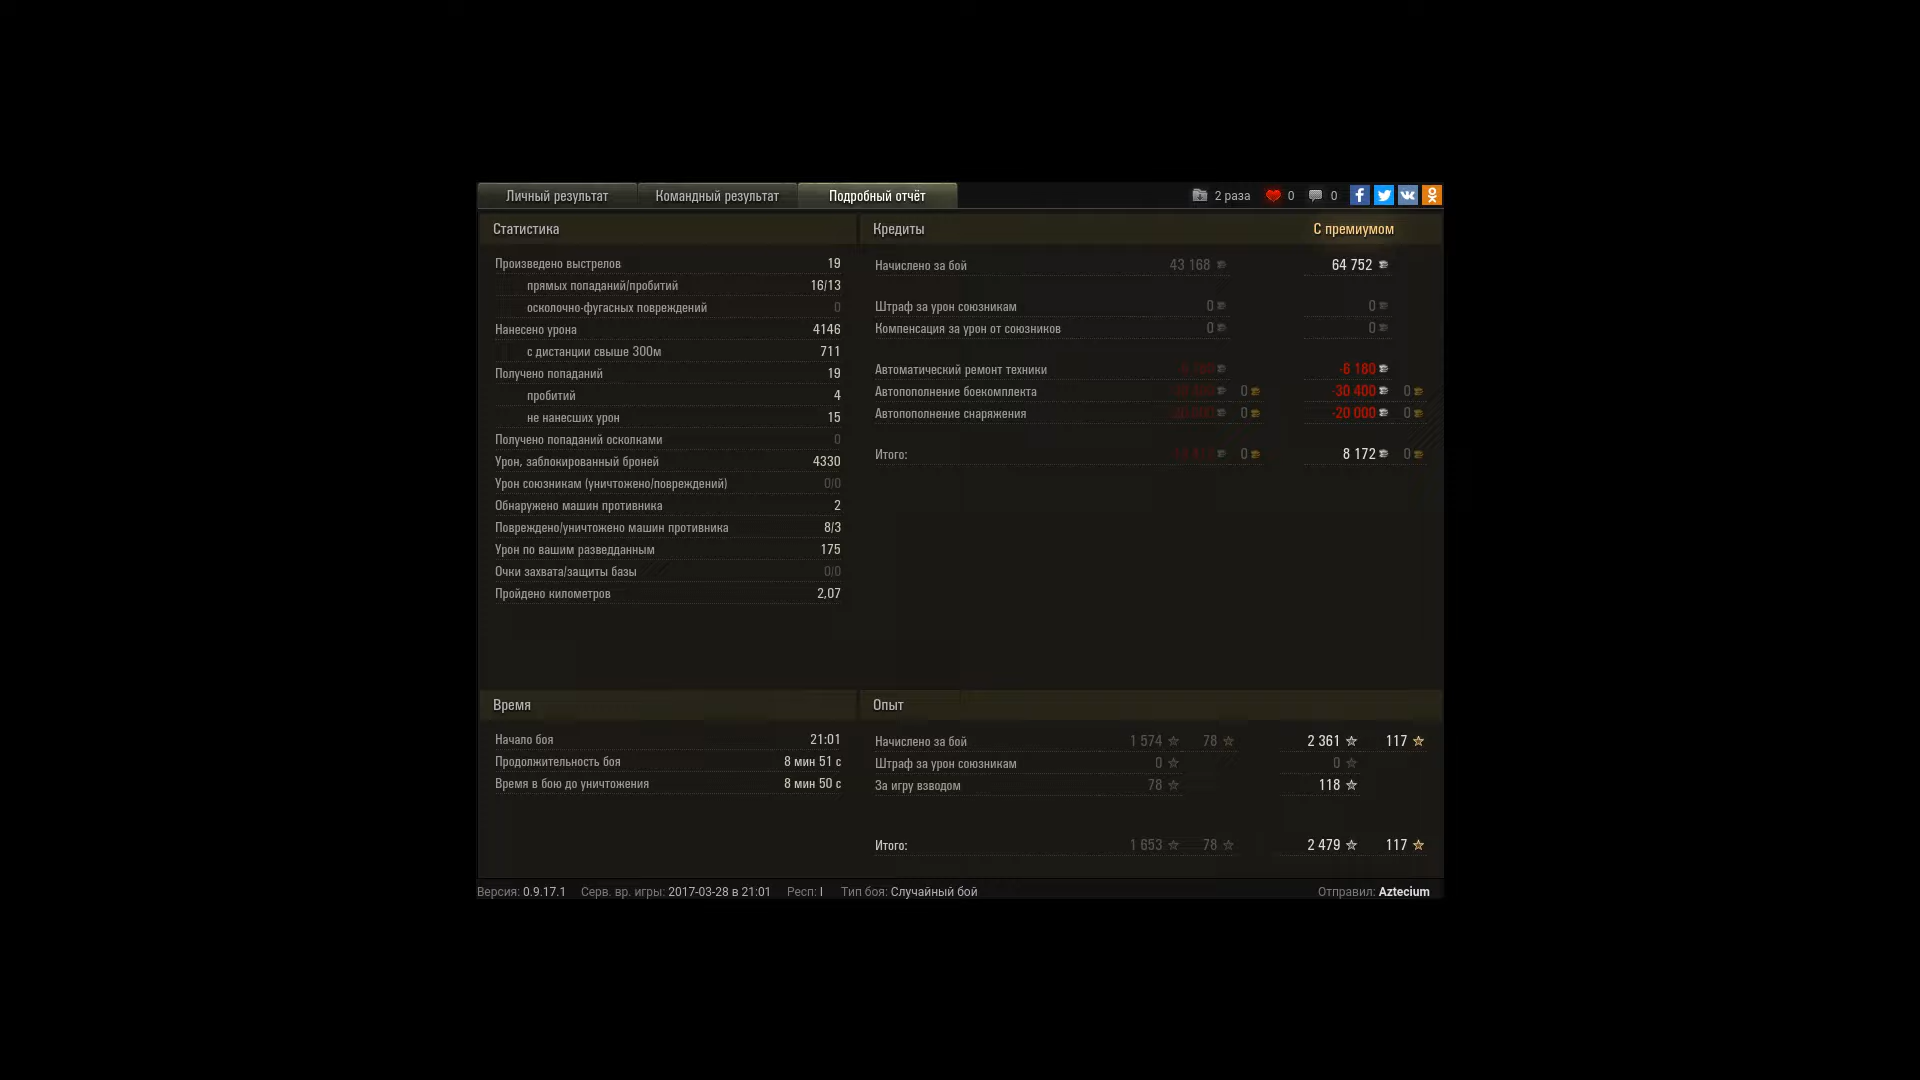 Личный результат Командный результат Подробный отчёт 2 раза 0 0
Статистика
Произведено выстрелов 19
прямых попаданий/пробитий 16/13
осколочно-фугасных повреждений 0
Нанесено урона 4146
с дистанции свыше 300м 711
Получено попаданий 19
пробитий 4
не нанесших урон 15
Получено попаданий осколками 0
Урон, заблокированный броней 4330
Урон союзникам (уничтожено/повреждений) 0/0
Обнаружено машин противника 2
Повреждено/уничтожено машин противника 8/3
Урон по вашим разведданным 175
Очки захвата/защиты базы 0/0
Пройдено километров 2,07
Кредиты С премиумом
Начислено за бой 43 168 64 752
Штраф за урон союзникам 0 0
Компенсация за урон от союзников 0 0
Автоматический ремонт техники -6 180
Автопополнение боекомплекта 0 -30 400 0
Автопополнение снаряжения 0 -20 000 0
Итого: 0 8 172 0
Время
Начало боя 21:01
Продолжительность боя 8 мин 51 с
Время в бою до уничтожения 8 мин 50 с
Опыт
Начислено за бой 1 574 78 2 361 117
Штраф за урон союзникам 0 0
За игру взводом 78 118
Итого: 1 653 78 2 479 117
Версия: 0.9.17.1 Серв. вр. игры: 2017-03-28 в 21:01 Респ: I Тип боя: Случайный бой Отправил: Aztecium